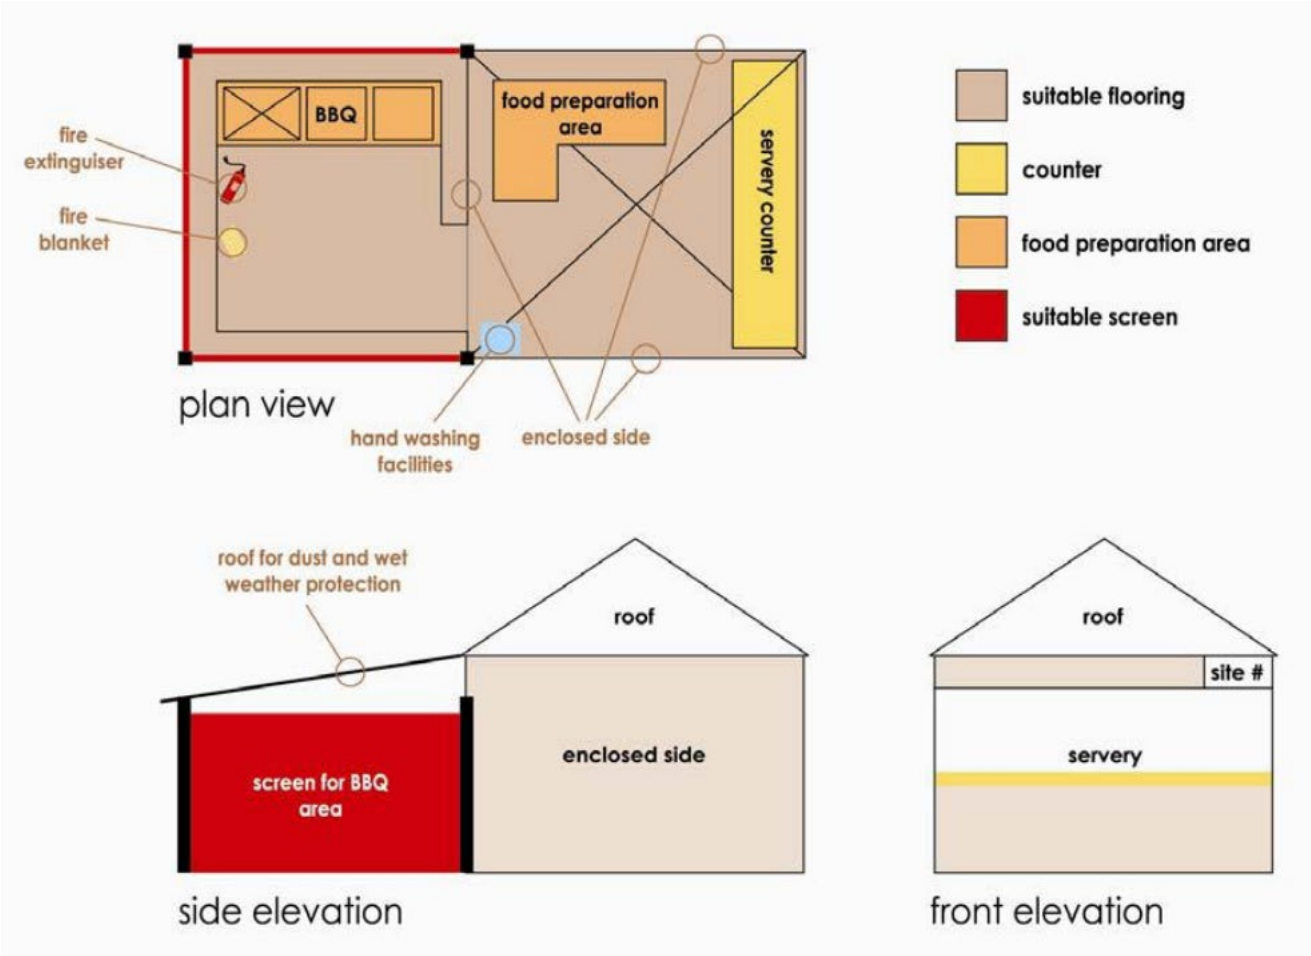 fire
extinguiser
fire
blanket
BBQ
food preparation
area
servery counter
plan view
hand washing
facilities
enclosed side
suitable flooring
counter
food preparation area
suitable screen
roof for dust and wet
weather protection
roof
screen for BBQ
area
enclosed side
side elevation
roof
site #
servery
front elevation